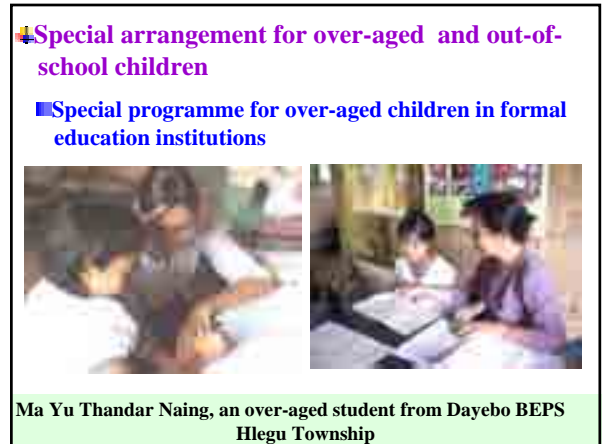 Special arrangement for over-aged and out-of-
school children
Special programme for over-aged children in formal
education institutions
Ma Yu Thandar Naing, an over-aged student from Dayebo BEPS
Hlegu Township